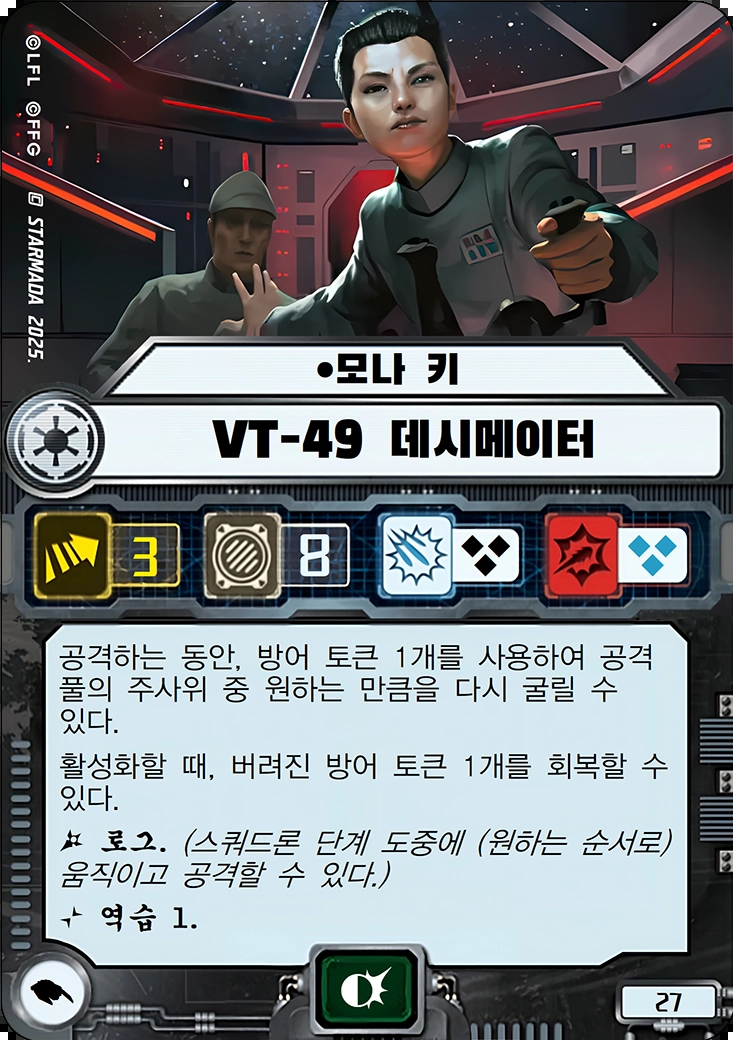 ©LFL ©FFG
STARMADA 2025.
•모나 키
VT-49 데시메이터
3
8
공격하는 동안, 방어 토큰 1개를 사용하여 공격
풀의 주사위 중 원하는 만큼을 다시 굴릴 수
있다.
활성화할 때, 버려진 방어 토큰 1개를 회복할 수
있다.
로그. (스쿼드론 단계 도중에 (원하는 순서로)
움직이고 공격할 수 있다.)
역습 1.
27